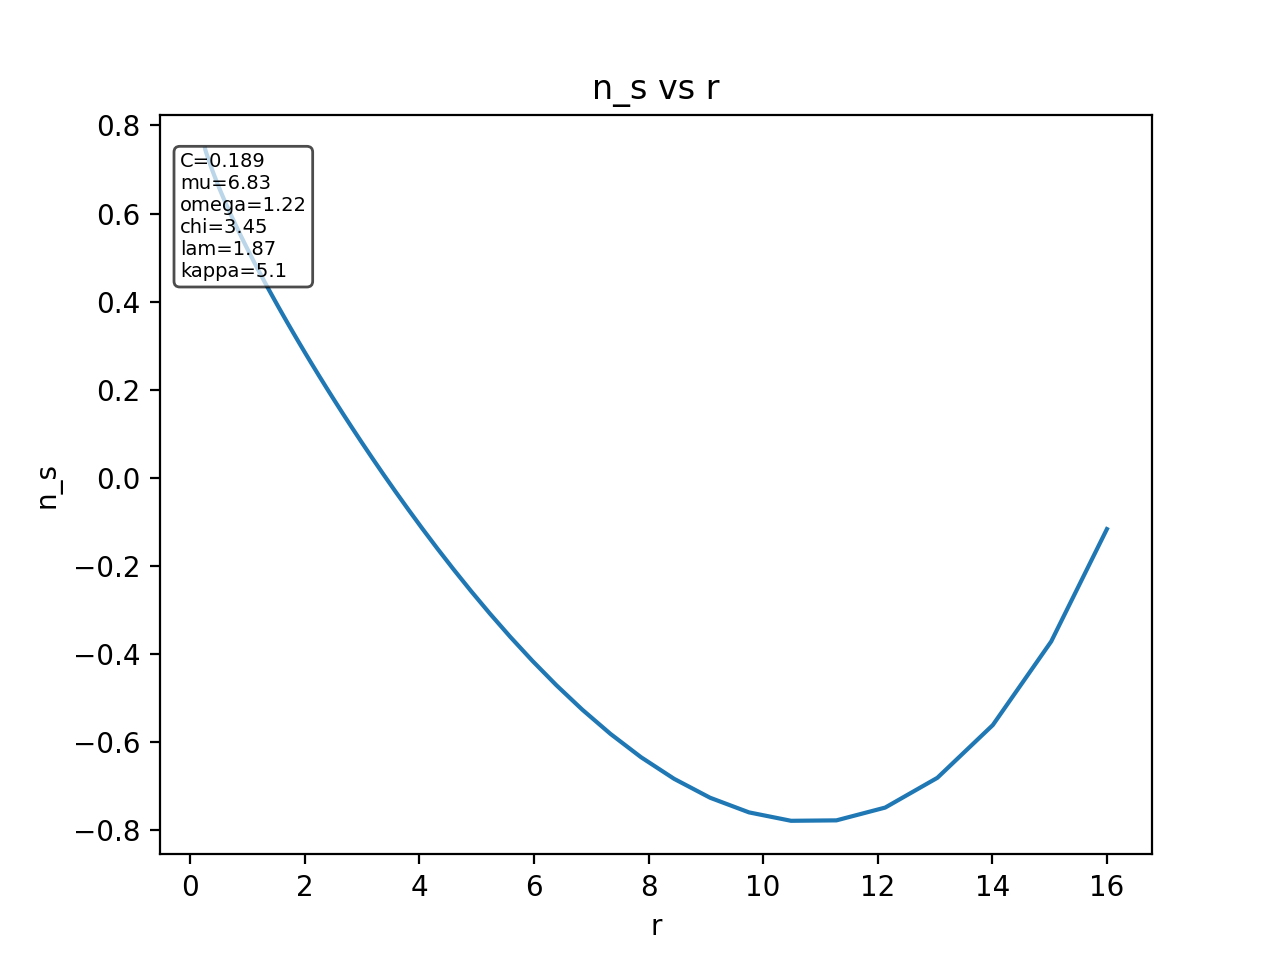 n_s vs r
C=0.189
mu=6.83
omega=1.22
chi=3.45
lam=1.87
kappa=5.1
0.8
0.6
0.4
0.2
0.0
−0.2
−0.4
−0.6
−0.8
n_s
0 2 4 6 8 10 12 14 16
r